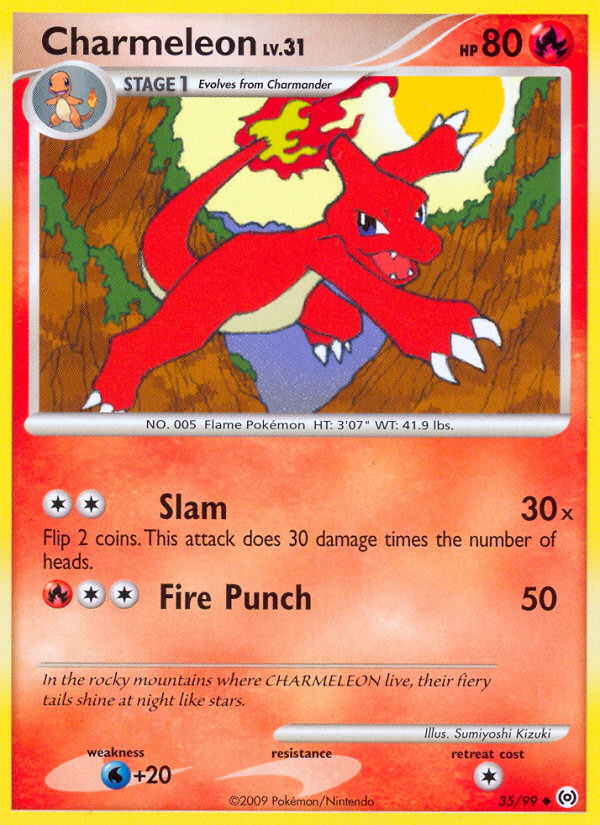 Charmeleon LV.31 HP 80
STAGE 1 Evolves from Charmander
NO. 005 Flame Pokémon HT: 3'07" WT: 41.9 lbs.
Slam 30x
Flip 2 coins. This attack does 30 damage times the number of
heads.
Fire Punch 50
In the rocky mountains where CHARMELEON live, their fiery
tails shine at night like stars.
Illus. Sumiyoshi Kizuki
weakness resistance retreat cost
+20
©2009 Pokémon/Nintendo 35/99